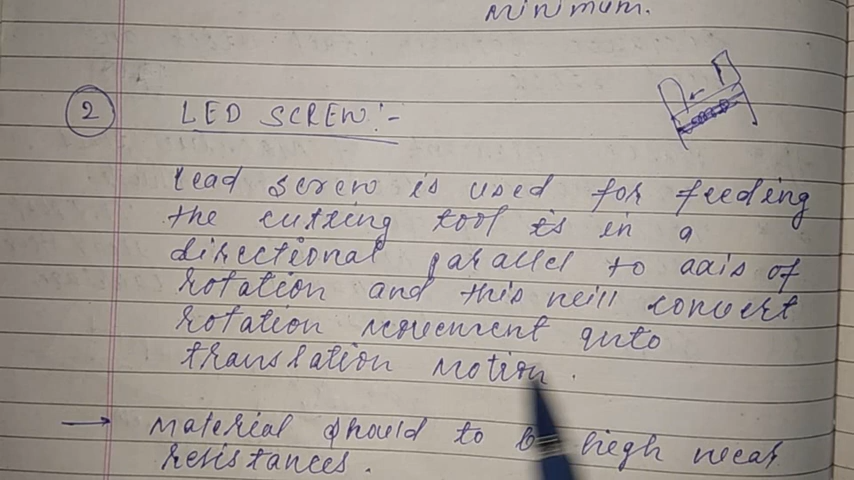 minimum.
2 LED SCREW:-
Lead screw is used for feeding
the cutting tool is in a
directional parallel to axis of
rotation and this will convert
rotation movement into
translation motion.
→ material should to be high wear
resistances.